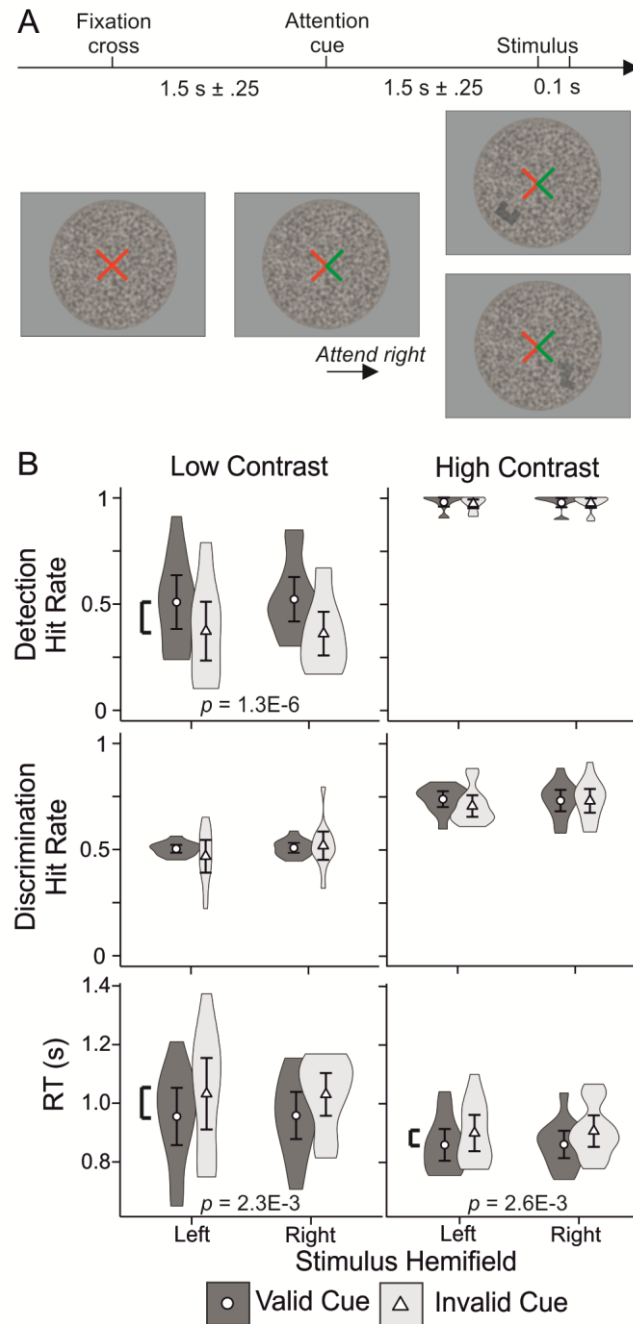 A
Fixation cross
Attention cue
Stimulus
1.5 s ± .25
1.5 s ± .25
0.1 s
Attend right
B
Low Contrast
High Contrast
Detection
Hit Rate
1
0.5
0
p = 1.3E-6
Discrimination
Hit Rate
1
0.5
0
RT (s)
1.4
1.2
1.0
0.8
p = 2.3E-3
p = 2.6E-3
Left
Right
Left
Right
Stimulus Hemifield
Valid Cue
Invalid Cue